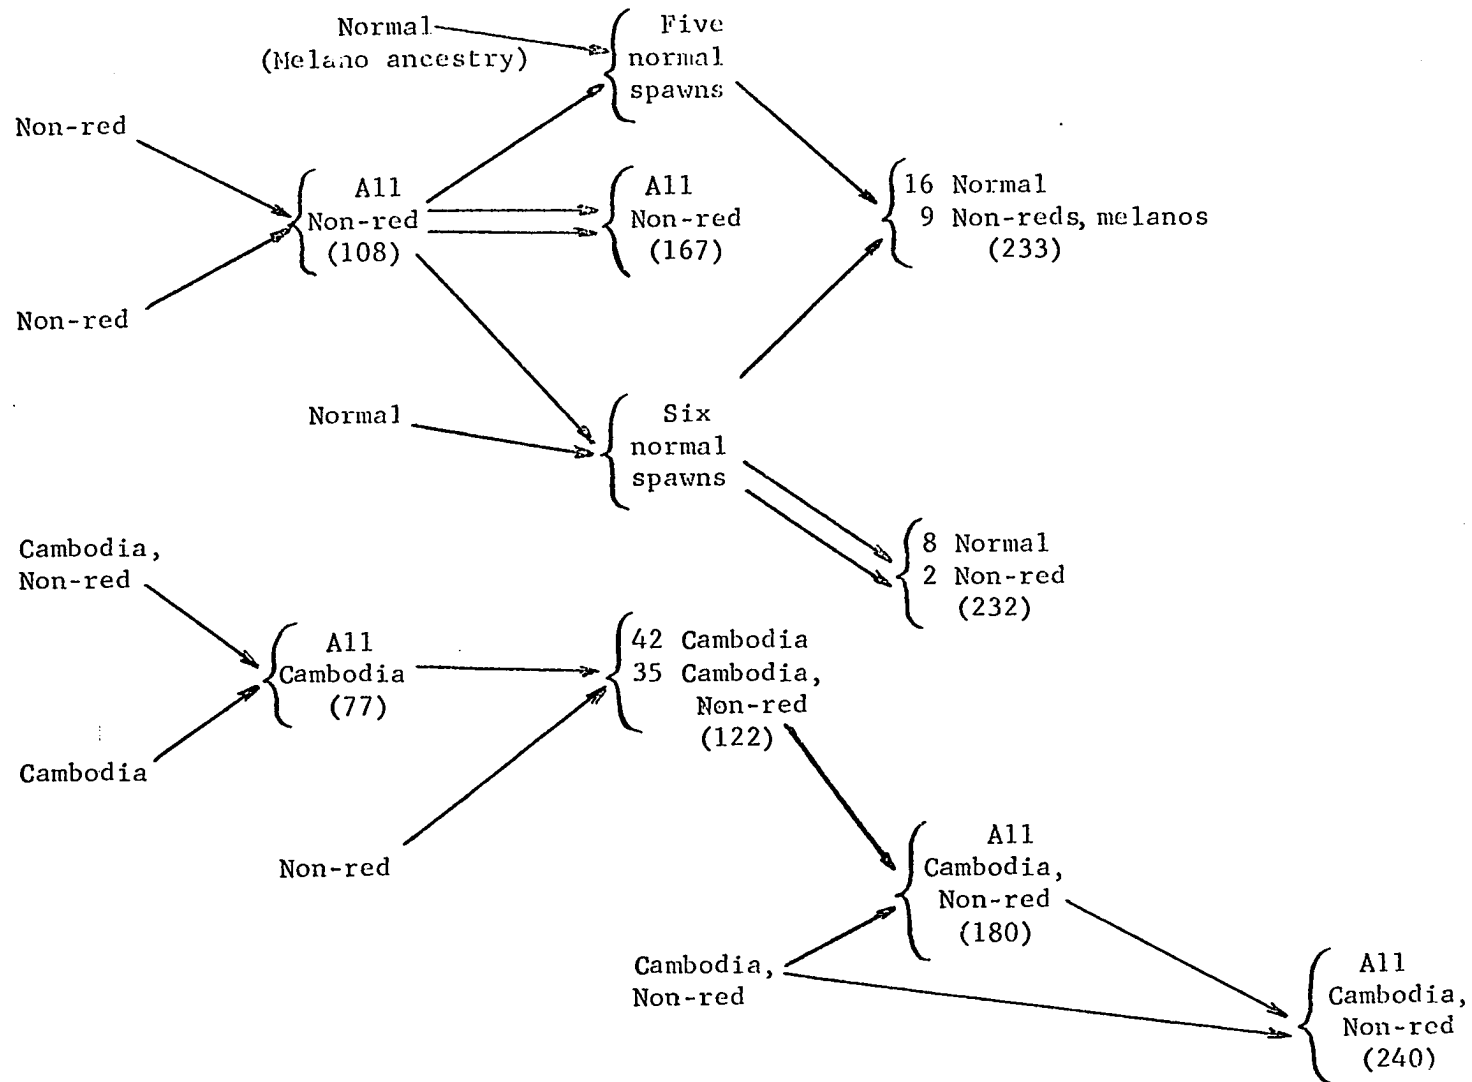 Normal
(Melano ancestry)
Five
normal
spawns
Non-red
All
Non-red
(108)
All
Non-red
(167)
16 Normal
9 Non-reds, melanos
(233)
Non-red
Normal
Six
normal
spawns
8 Normal
2 Non-red
(232)
Cambodia,
Non-red
All
Cambodia
(77)
42 Cambodia
35 Cambodia,
Non-red
(122)
Cambodia
Non-red
All
Cambodia,
Non-red
(180)
Cambodia,
Non-red
All
Cambodia,
Non-red
(240)